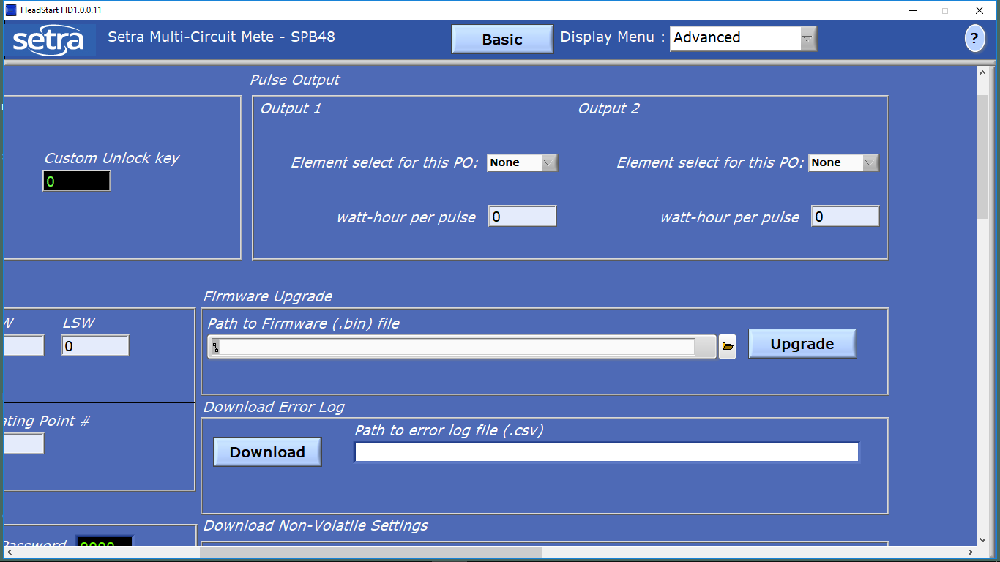 HeadStart HD1.0.0.11
setra
Setra Multi-Circuit Mete - SPB48
Basic
Display Menu :
Advanced
?
Pulse Output
Output 1
Output 2
Custom Unlock key
0
Element select for this PO:
None
Element select for this PO:
None
watt-hour per pulse
0
watt-hour per pulse
0
Firmware Upgrade
W
LSW
0
Path to Firmware (.bin) file
Upgrade
Download Error Log
ating Point #
Path to error log file (.csv)
Download
Download Non-Volatile Settings
Password
0000